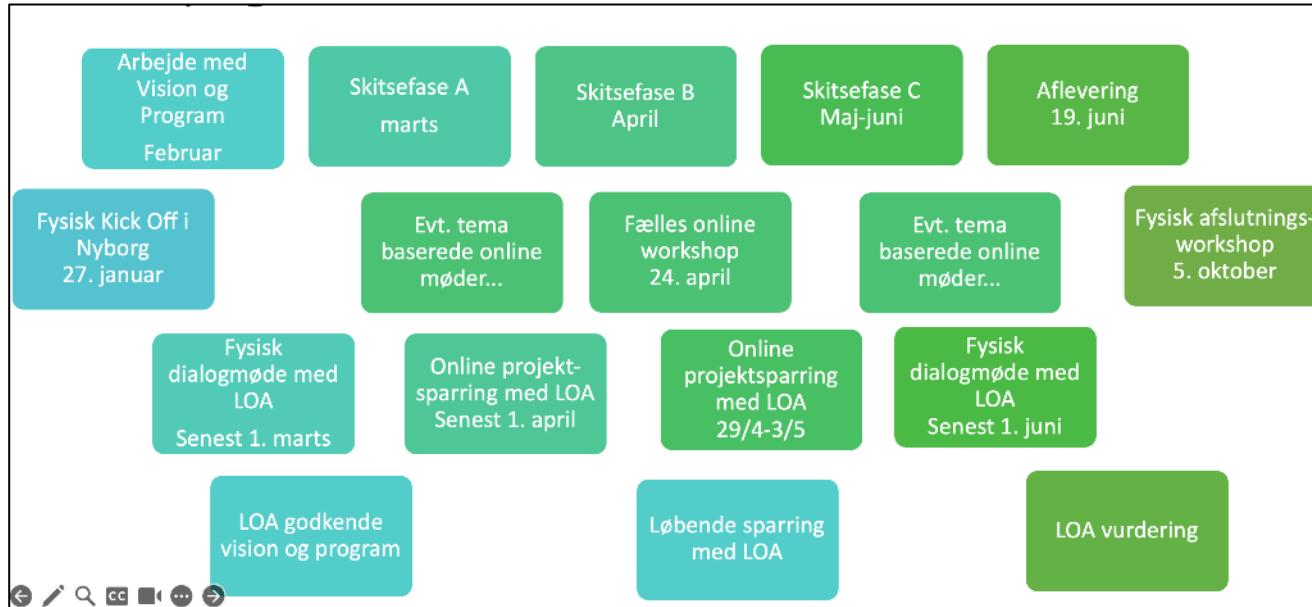 Arbejde med
Vision og
Program
Februar
Skitsefase A
marts
Skitsefase B
April
Skitsefase C
Maj-juni
Aflevering
19. juni
Fysisk Kick Off i
Nyborg
27. januar
Evt. tema
baserede online
møder...
Fælles online
workshop
24. april
Evt. tema
baserede online
møder...
Fysisk afslutnings-
workshop
5. oktober
Fysisk
dialogmøde med
LOA
Senest 1. marts
Online projekt-
sparring med LOA
Senest 1. april
Online
projektsparring
med LOA
29/4-3/5
Fysisk
dialogmøde med
LOA
Senest 1. juni
LOA godkende
vision og program
Løbende sparring
med LOA
LOA vurdering
CC